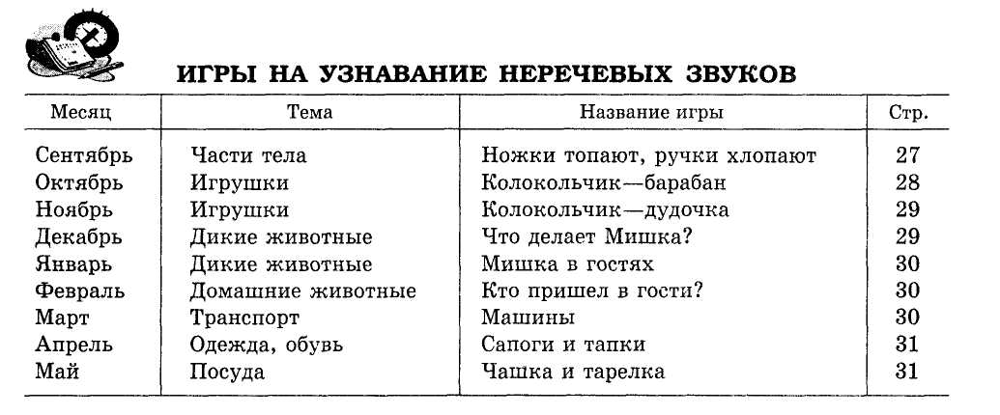 ИГРЫ НА УЗНАВАНИЕ НЕРЕЧЕВЫХ ЗВУКОВ
Месяц Тема Название игры Стр.
Сентябрь Части тела Ножки топают, ручки хлопают 27
Октябрь Игрушки Колокольчик—барабан 28
Ноябрь Игрушки Колокольчик—дудочка 29
Декабрь Дикие животные Что делает Мишка? 29
Январь Дикие животные Мишка в гостях 30
Февраль Домашние животные Кто пришел в гости? 30
Март Транспорт Машины 30
Апрель Одежда, обувь Сапоги и тапки 31
Май Посуда Чашка и тарелка 31